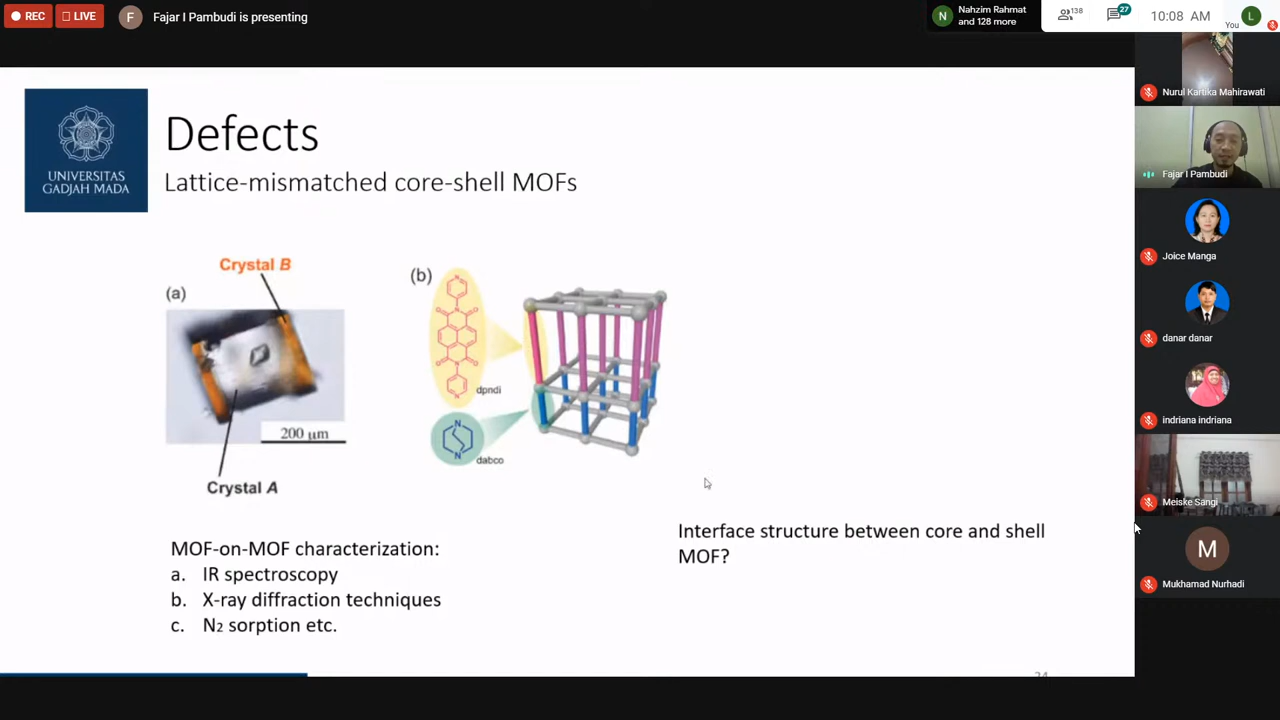 REC
LIVE
F
Fajar I Pambudi is presenting
N
Nahzim Rahmat
and 128 more
138
27
10:08 AM
You
L
UNIVERSITAS
GADJAH MADA
Defects
Lattice-mismatched core-shell MOFs
Crystal B
(a)
200 μm
Crystal A
(b)
N
O
O
N
O
O
N
N
dpndi
N
N
dabco
MOF-on-MOF characterization:
a. IR spectroscopy
b. X-ray diffraction techniques
c. N2 sorption etc.
Interface structure between core and shell
MOF?
24
Nurul Kartika Mahirawati
Fajar I Pambudi
Joice Manga
danar danar
indriana indriana
Meiske Sangi
M
Mukhamad Nurhadi